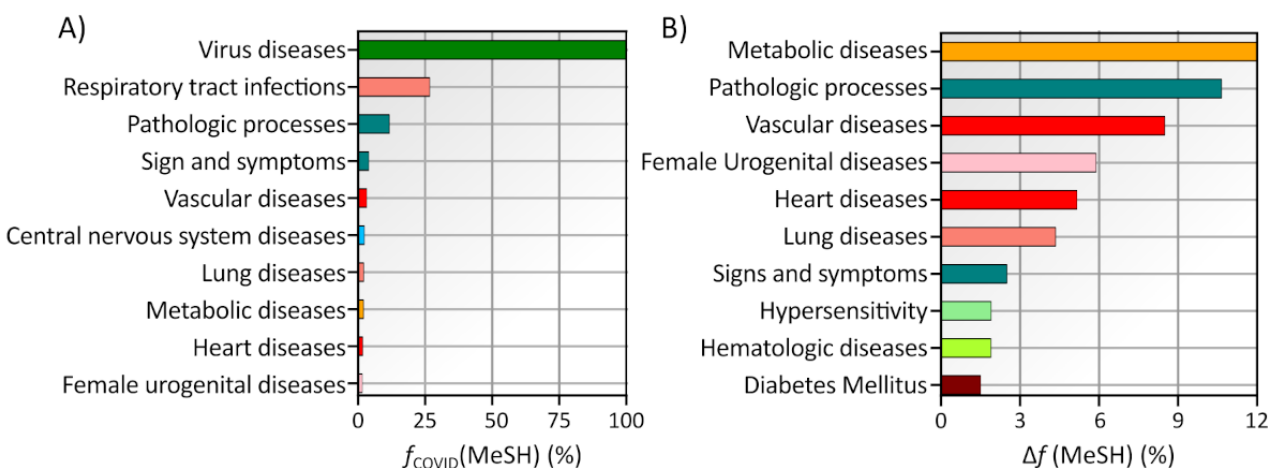 A)
Virus diseases
Respiratory tract infections
Pathologic processes
Sign and symptoms
Vascular diseases
Central nervous system diseases
Lung diseases
Metabolic diseases
Heart diseases
Female urogenital diseases
0 25 50 75 100
fCOVID(MeSH) (%)
B)
Metabolic diseases
Pathologic processes
Vascular diseases
Female Urogenital diseases
Heart diseases
Lung diseases
Signs and symptoms
Hypersensitivity
Hematologic diseases
Diabetes Mellitus
0 3 6 9 12
Δf (MeSH) (%)